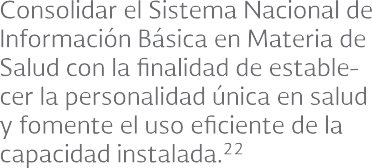 Consolidar el Sistema Nacional de
Información Básica en Materia de
Salud con la finalidad de estable-
cer la personalidad única en salud
y fomente el uso eficiente de la
capacidad instalada.²²